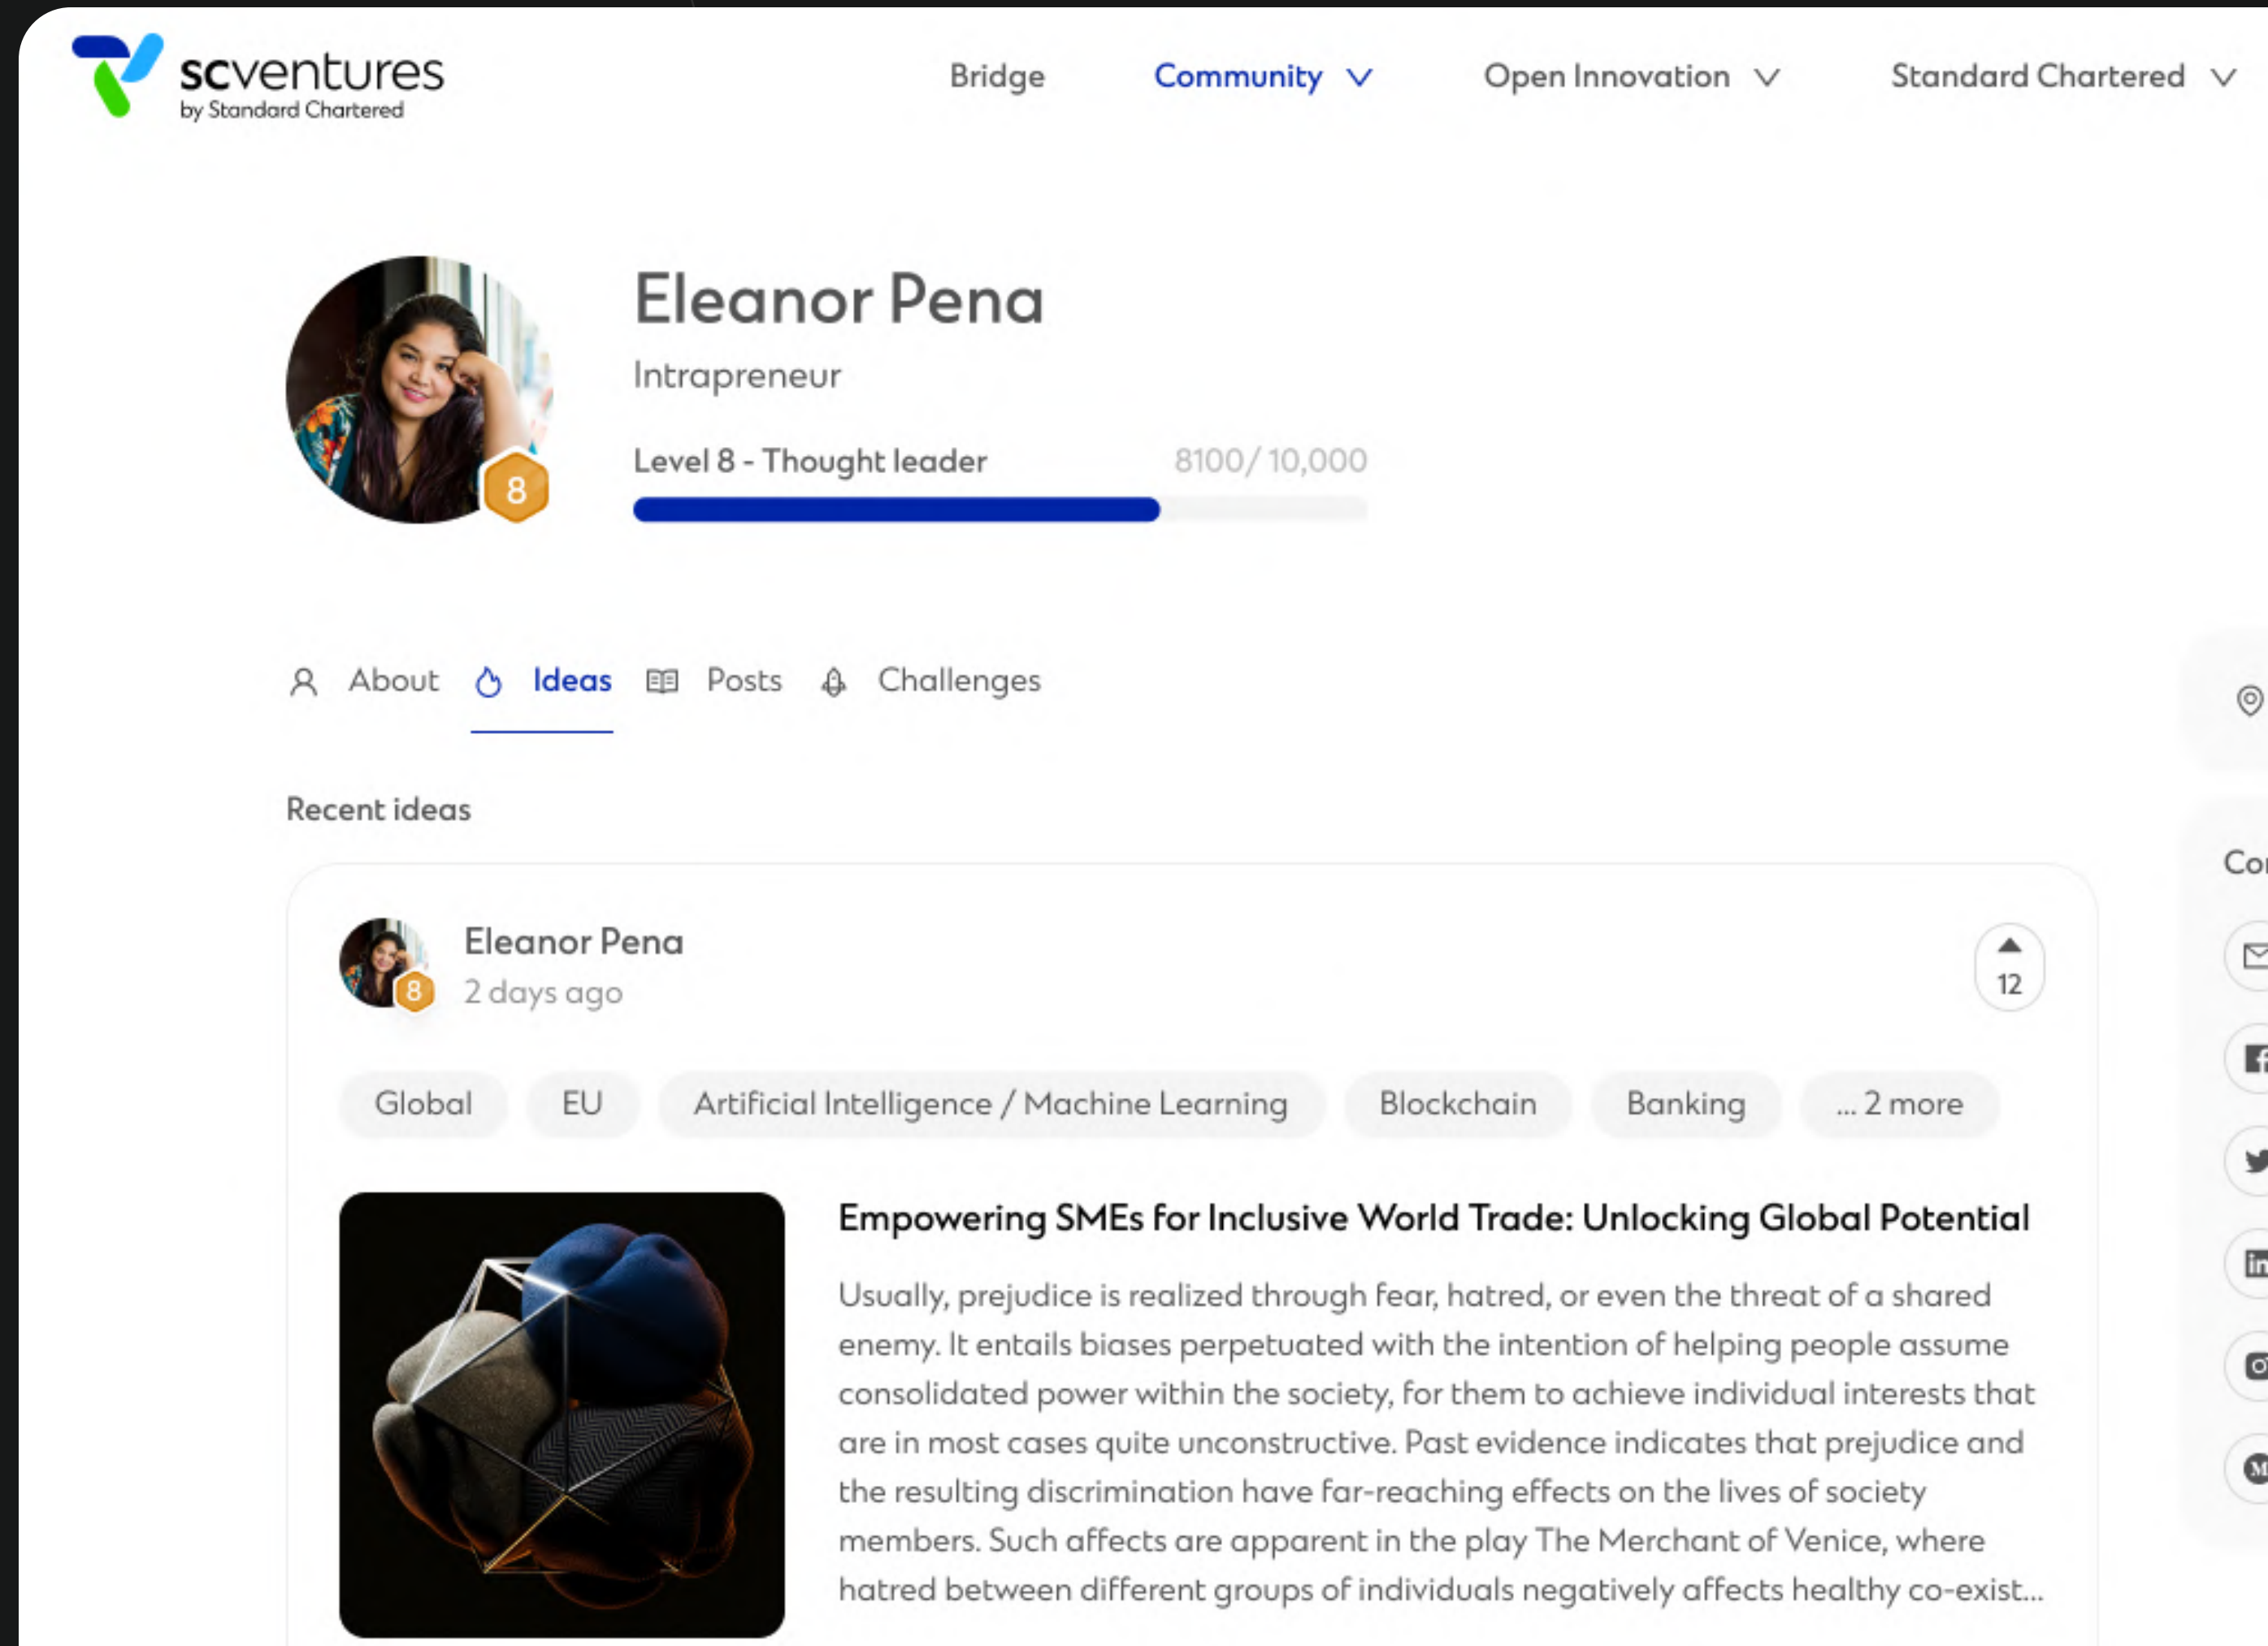 scventures
by Standard Chartered
Bridge
Community
Open Innovation
Standard Chartered
Eleanor Pena
Intrapreneur
Level 8 - Thought leader
8100/ 10,000
8
About
Ideas
Posts
Challenges
Recent ideas
Eleanor Pena
2 days ago
8
12
Global
EU
Artificial Intelligence / Machine Learning
Blockchain
Banking
... 2 more
Empowering SMEs for Inclusive World Trade: Unlocking Global Potential
Usually, prejudice is realized through fear, hatred, or even the threat of a shared
enemy. It entails biases perpetuated with the intention of helping people assume
consolidated power within the society, for them to achieve individual interests that
are in most cases quite unconstructive. Past evidence indicates that prejudice and
the resulting discrimination have far-reaching effects on the lives of society
members. Such affects are apparent in the play The Merchant of Venice, where
hatred between different groups of individuals negatively affects healthy co-exist...